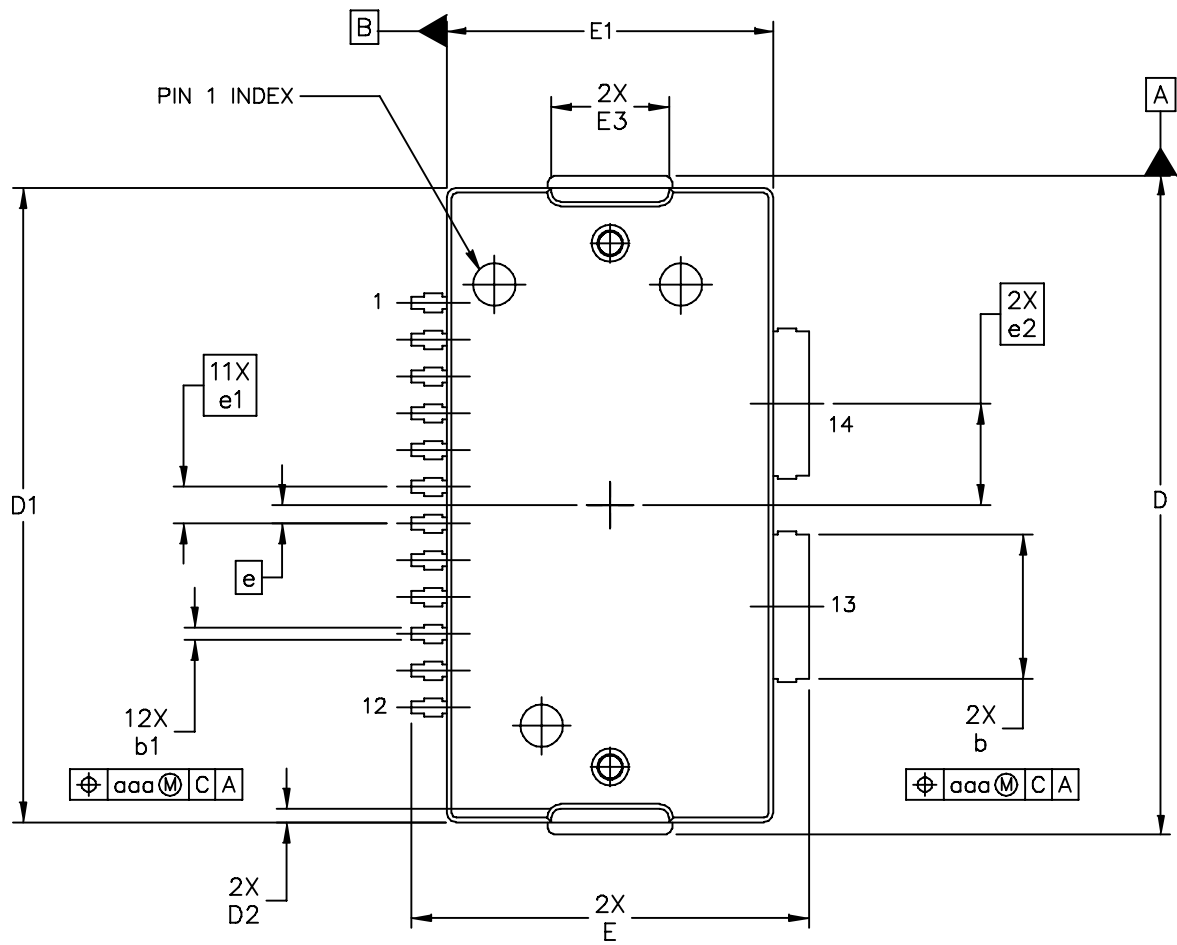 B
E1
PIN 1 INDEX
2X
E3
A
1
2X
e2
11X
e1
14
D1
D
e
13
12X
b1
12
2X
b
⌖ aaa Ⓜ C A
⌖ aaa Ⓜ C A
2X
D2
2X
E